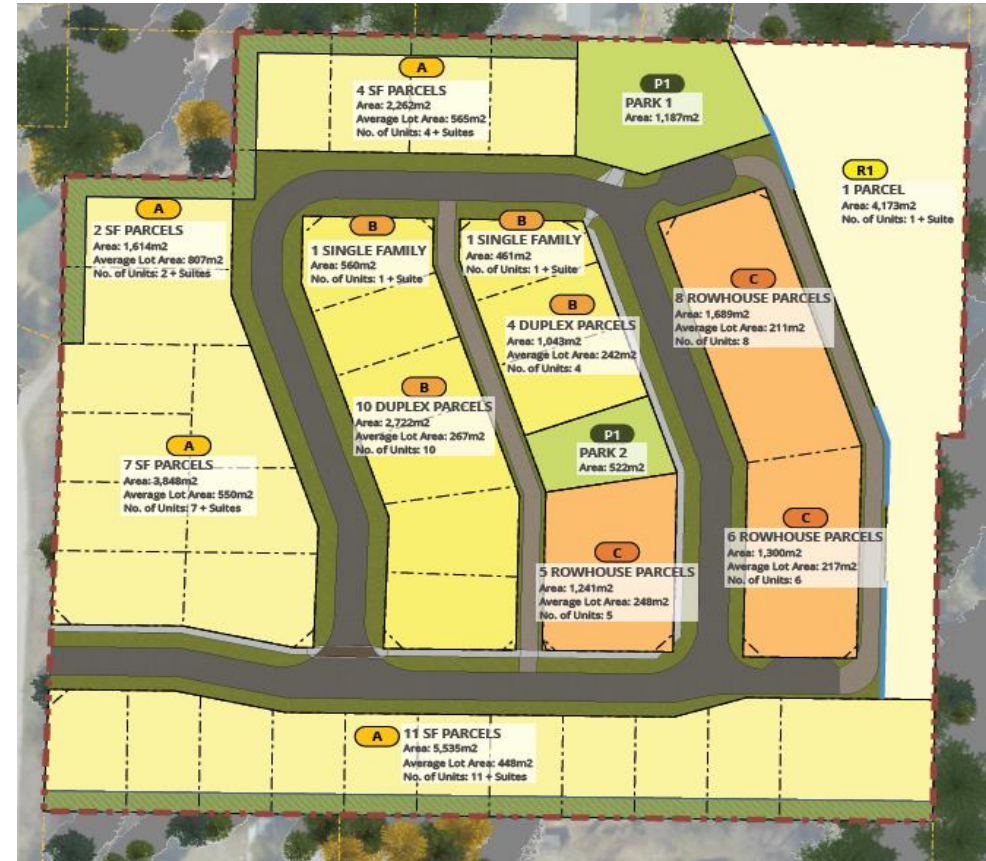 A
4 SF PARCELS
Area: 2,262m2
Average Lot Area: 565m2
No. of Units: 4 + Suites
P1
PARK 1
Area: 1,187m2
R1
1 PARCEL
Area: 4,173m2
No. of Units: 1 + Suite
A
2 SF PARCELS
Area: 1,614m2
Average Lot Area: 807m2
No. of Units: 2 + Suites
B
1 SINGLE FAMILY
Area: 560m2
No. of Units: 1 + Suite
B
1 SINGLE FAMILY
Area: 461m2
No. of Units: 1 + Suite
C
8 ROWHOUSE PARCELS
Area: 1,689m2
Average Lot Area: 211m2
No. of Units: 8
B
4 DUPLEX PARCELS
Area: 1,043m2
Average Lot Area: 242m2
No. of Units: 4
B
10 DUPLEX PARCELS
Area: 2,722m2
Average Lot Area: 267m2
No. of Units: 10
P1
PARK 2
Area: 522m2
A
7 SF PARCELS
Area: 3,848m2
Average Lot Area: 550m2
No. of Units: 7 + Suites
C
6 ROWHOUSE PARCELS
Area: 1,300m2
Average Lot Area: 217m2
No. of Units: 6
C
5 ROWHOUSE PARCELS
Area: 1,241m2
Average Lot Area: 248m2
No. of Units: 5
A
11 SF PARCELS
Area: 5,535m2
Average Lot Area: 448m2
No. of Units: 11 + Suites